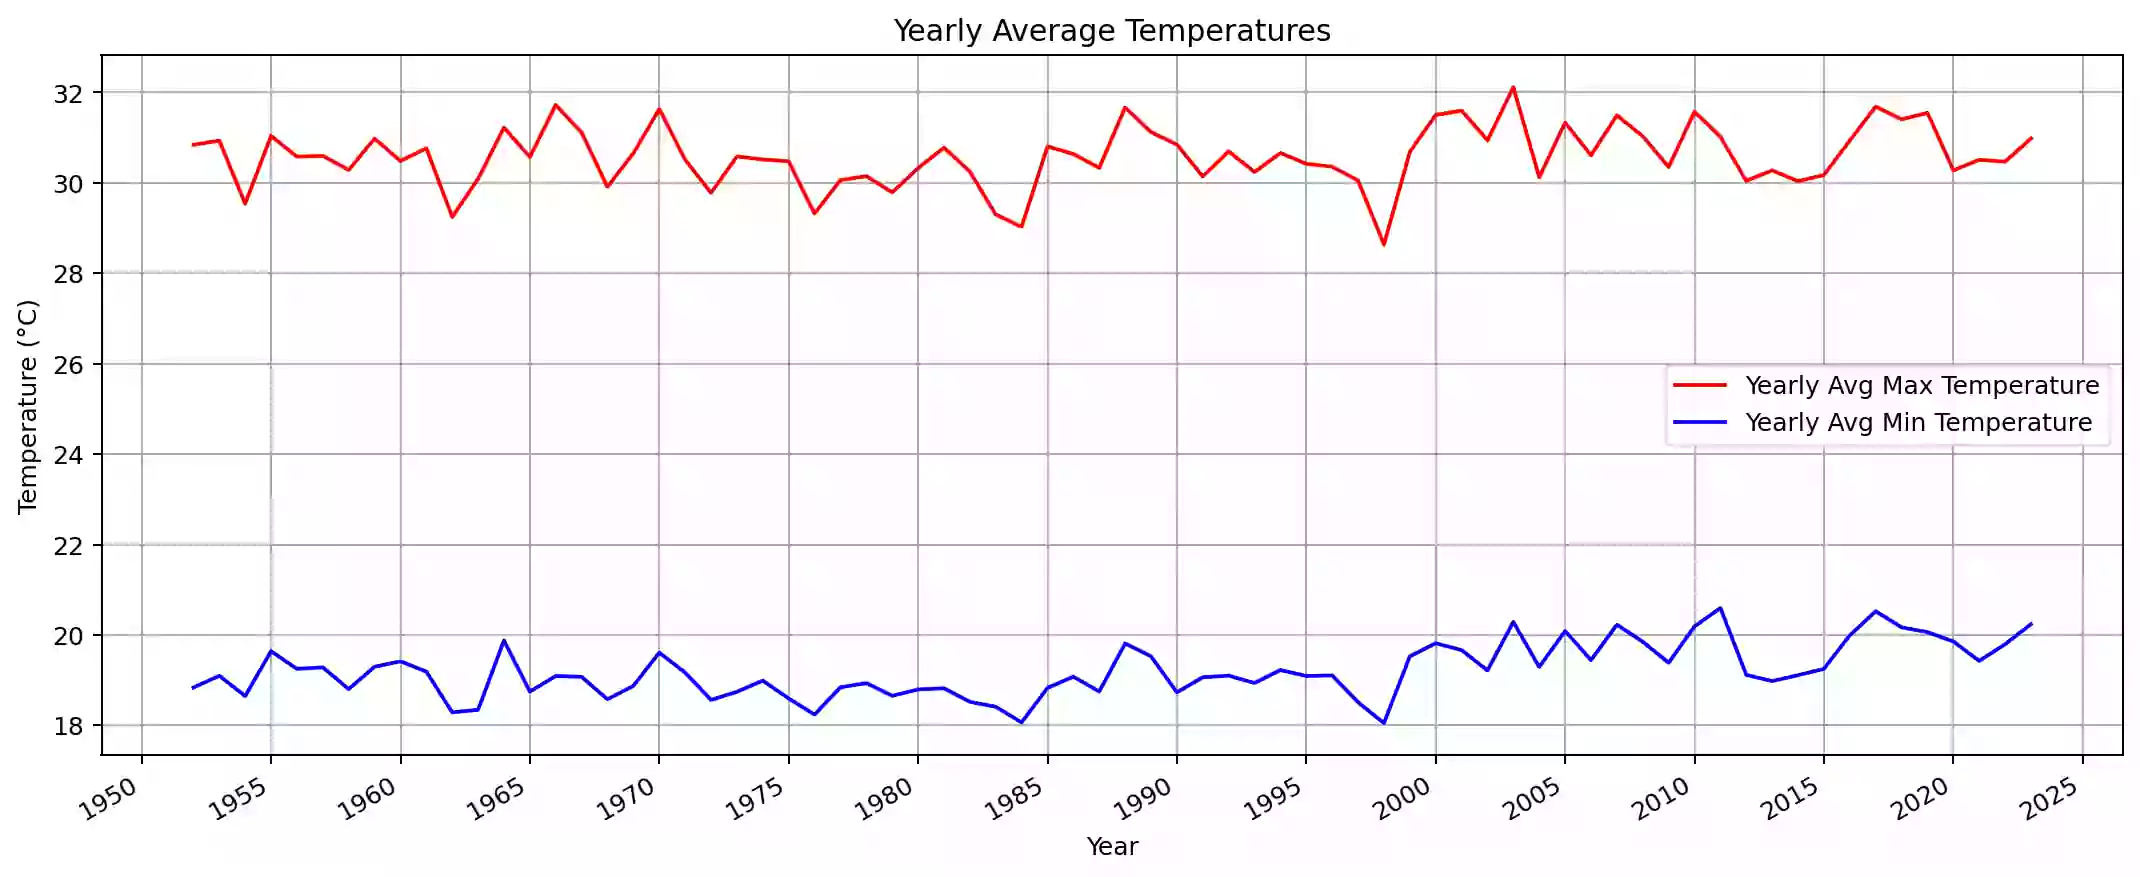 Yearly Average Temperatures
Temperature (°C)
32
30
28
26
24
22
20
18
Yearly Avg Max Temperature
Yearly Avg Min Temperature
1950 1955 1960 1965 1970 1975 1980 1985 1990 1995 2000 2005 2010 2015 2020 2025
Year